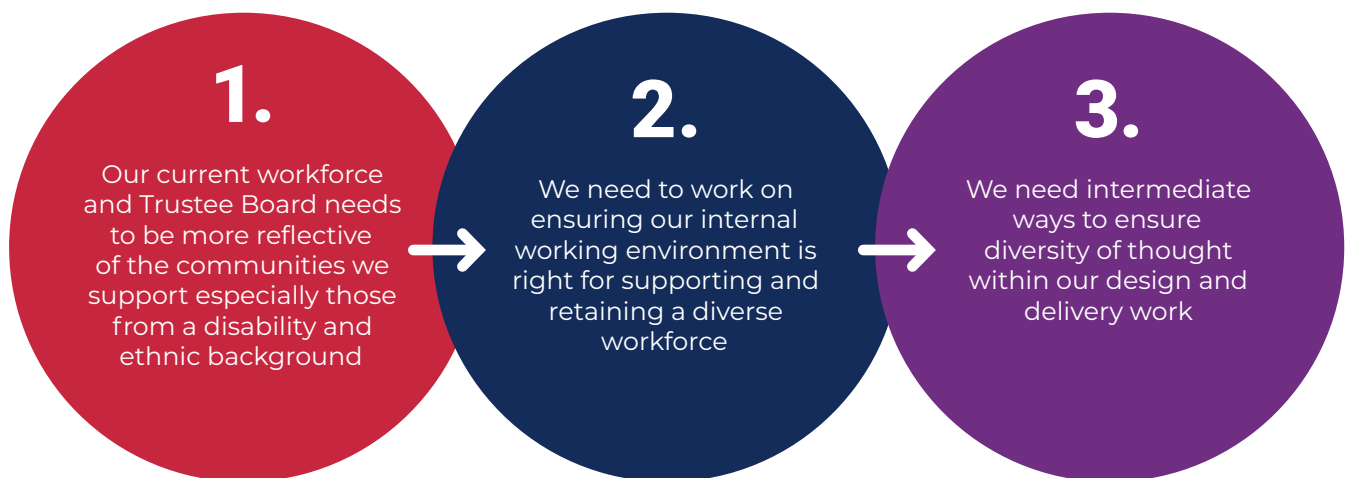 1.
Our current workforce
and Trustee Board needs
to be more reflective
of the communities we
support especially those
from a disability and
ethnic background
2.
We need to work on
ensuring our internal
working environment is
right for supporting and
retaining a diverse
workforce
3.
We need intermediate
ways to ensure
diversity of thought
within our design and
delivery work